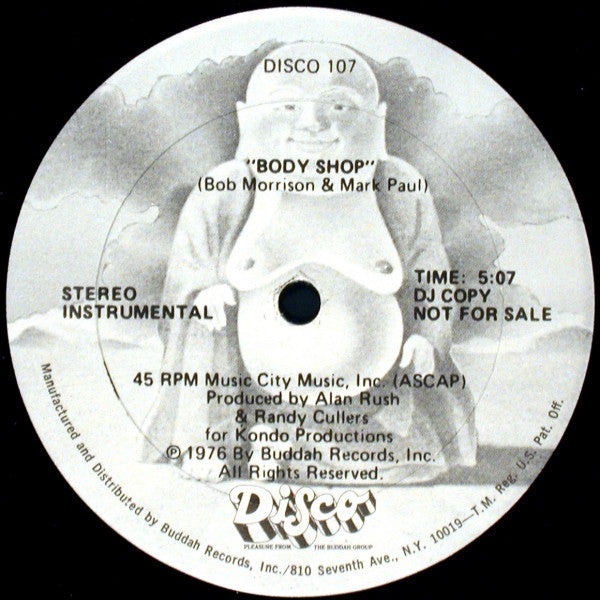 DISCO 107
"BODY SHOP"
(Bob Morrison & Mark Paul)
STEREO
INSTRUMENTAL
TIME: 5:07
DJ COPY
NOT FOR SALE
45 RPM Music City Music, Inc. (ASCAP)
Produced by Alan Rush
& Randy Cullers
for Kondo Productions
℗ 1976 By Buddah Records, Inc.
All Rights Reserved.
Disco
PLEASURE FROM THE BUDDAH GROUP
Manufactured and Distributed by Buddah Records, Inc./810 Seventh Ave., N.Y. 10019—T.M. Reg. U.S. Pat. Off.